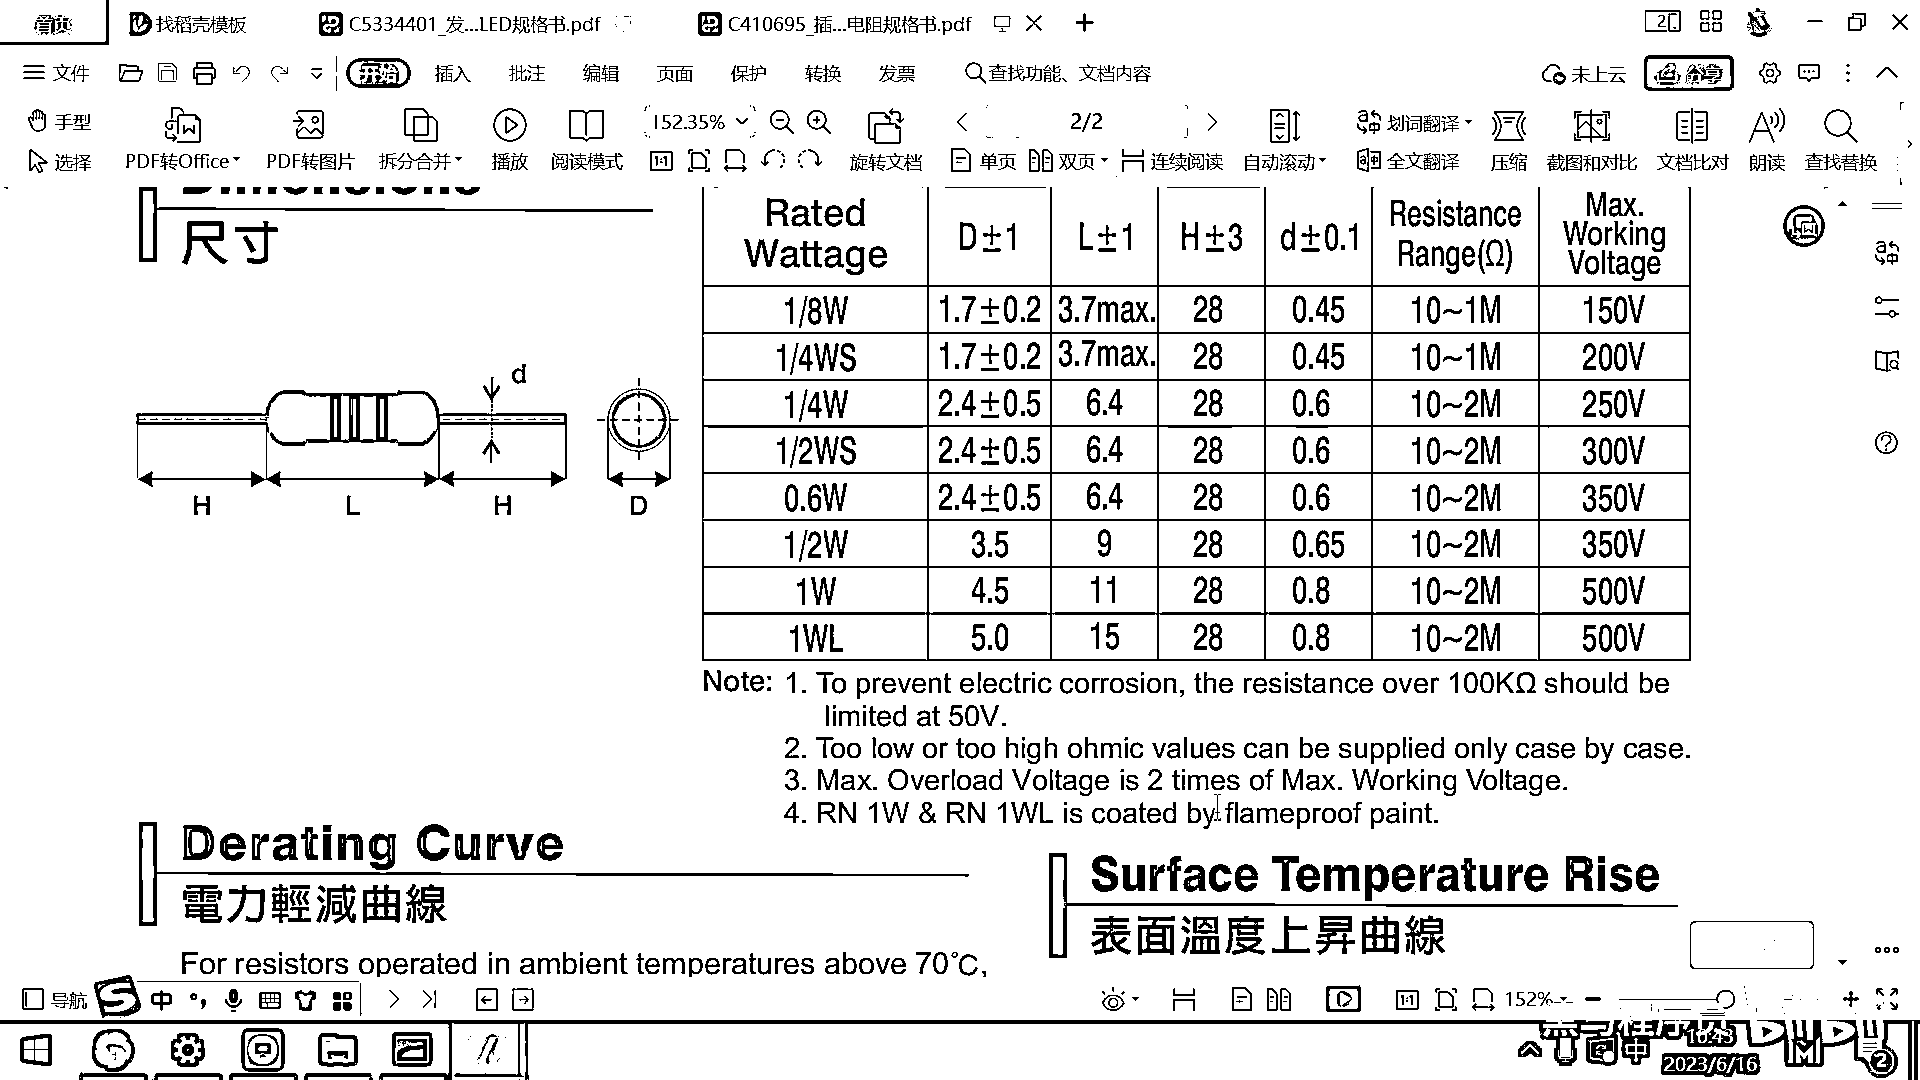 首页 找稻壳模板 C5334401_发...LED规格书.pdf C410695_插...电阻规格书.pdf
文件 开始 插入 批注 编辑 页面 保护 转换 发票 查找功能、文档内容 未上云 分享
手型 152.35% 2/2 划词翻译
选择 PDF转Office PDF转图片 拆分合并 播放 阅读模式 旋转文档 单页 双页 连续阅读 自动滚动 全文翻译 压缩 截图和对比 文档比对 朗读 查找替换
Dimensions
尺寸
Rated Wattage D±1 L±1 H±3 d±0.1 Resistance Range(Ω) Max. Working Voltage
1/8W 1.7±0.2 3.7max. 28 0.45 10~1M 150V
1/4WS 1.7±0.2 3.7max. 28 0.45 10~1M 200V
1/4W 2.4±0.5 6.4 28 0.6 10~2M 250V
1/2WS 2.4±0.5 6.4 28 0.6 10~2M 300V
0.6W 2.4±0.5 6.4 28 0.6 10~2M 350V
1/2W 3.5 9 28 0.65 10~2M 350V
1W 4.5 11 28 0.8 10~2M 500V
1WL 5.0 15 28 0.8 10~2M 500V
d
H L H D
Note: 1. To prevent electric corrosion, the resistance over 100KΩ should be
limited at 50V.
2. Too low or too high ohmic values can be supplied only case by case.
3. Max. Overload Voltage is 2 times of Max. Working Voltage.
4. RN 1W & RN 1WL is coated by flameproof paint.
Derating Curve
電力輕減曲線
For resistors operated in ambient temperatures above 70°C,
Surface Temperature Rise
表面溫度上昇曲線
导航 中 152%
中 16:43
2023/6/16 2